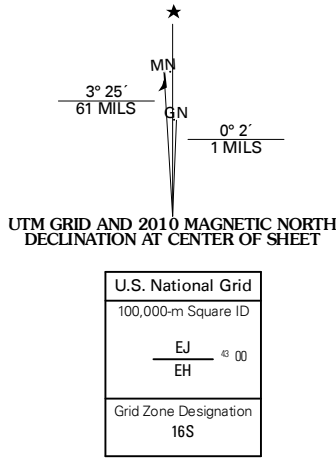 MN
3° 25´
61 MILS
GN
0° 2´
1 MILS
UTM GRID AND 2010 MAGNETIC NORTH
DECLINATION AT CENTER OF SHEET
U.S. National Grid
100,000-m Square ID
EJ
43 00
EH
Grid Zone Designation
16S